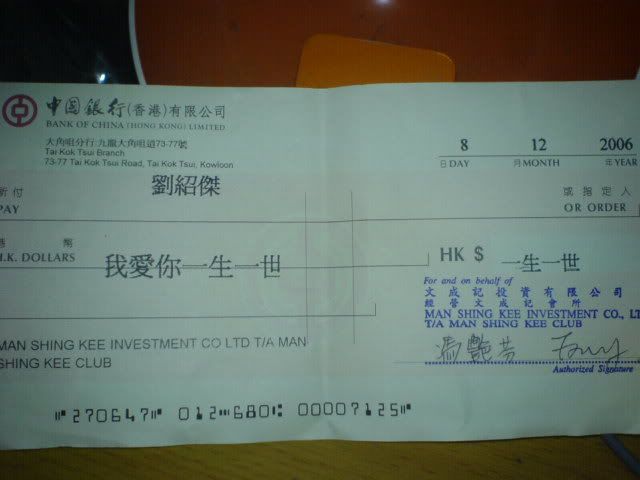 中国銀行(香港)有限公司
BANK OF CHINA (HONG KONG) LIMITED
大角咀分行:九龍大角咀道73-77號
Tai Kok Tsui Branch
73-77 Tai Kok Tsui Road, Tai Kok Tsui, Kowloon
8 12 2006
日DAY 月MONTH 年YEAR
祈付 劉紹傑 或指定人
PAY OR ORDER
港幣
H.K. DOLLARS 我愛你一生一世 HK $ 一生一世
For and on behalf of
文成記投資有限公司
經營文成記會所
MAN SHING KEE INVESTMENT CO., LT
T/A MAN SHING KEE CLUB
MAN SHING KEE INVESTMENT CO LTD T/A MAN
SHING KEE CLUB
Authorized Signature
270647 012 680 00007125